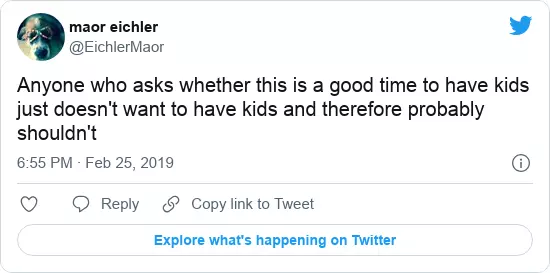 maor eichler
@EichlerMaor
Anyone who asks whether this is a good time to have kids
just doesn't want to have kids and therefore probably
shouldn't
6:55 PM · Feb 25, 2019
Reply
Copy link to Tweet
Explore what's happening on Twitter